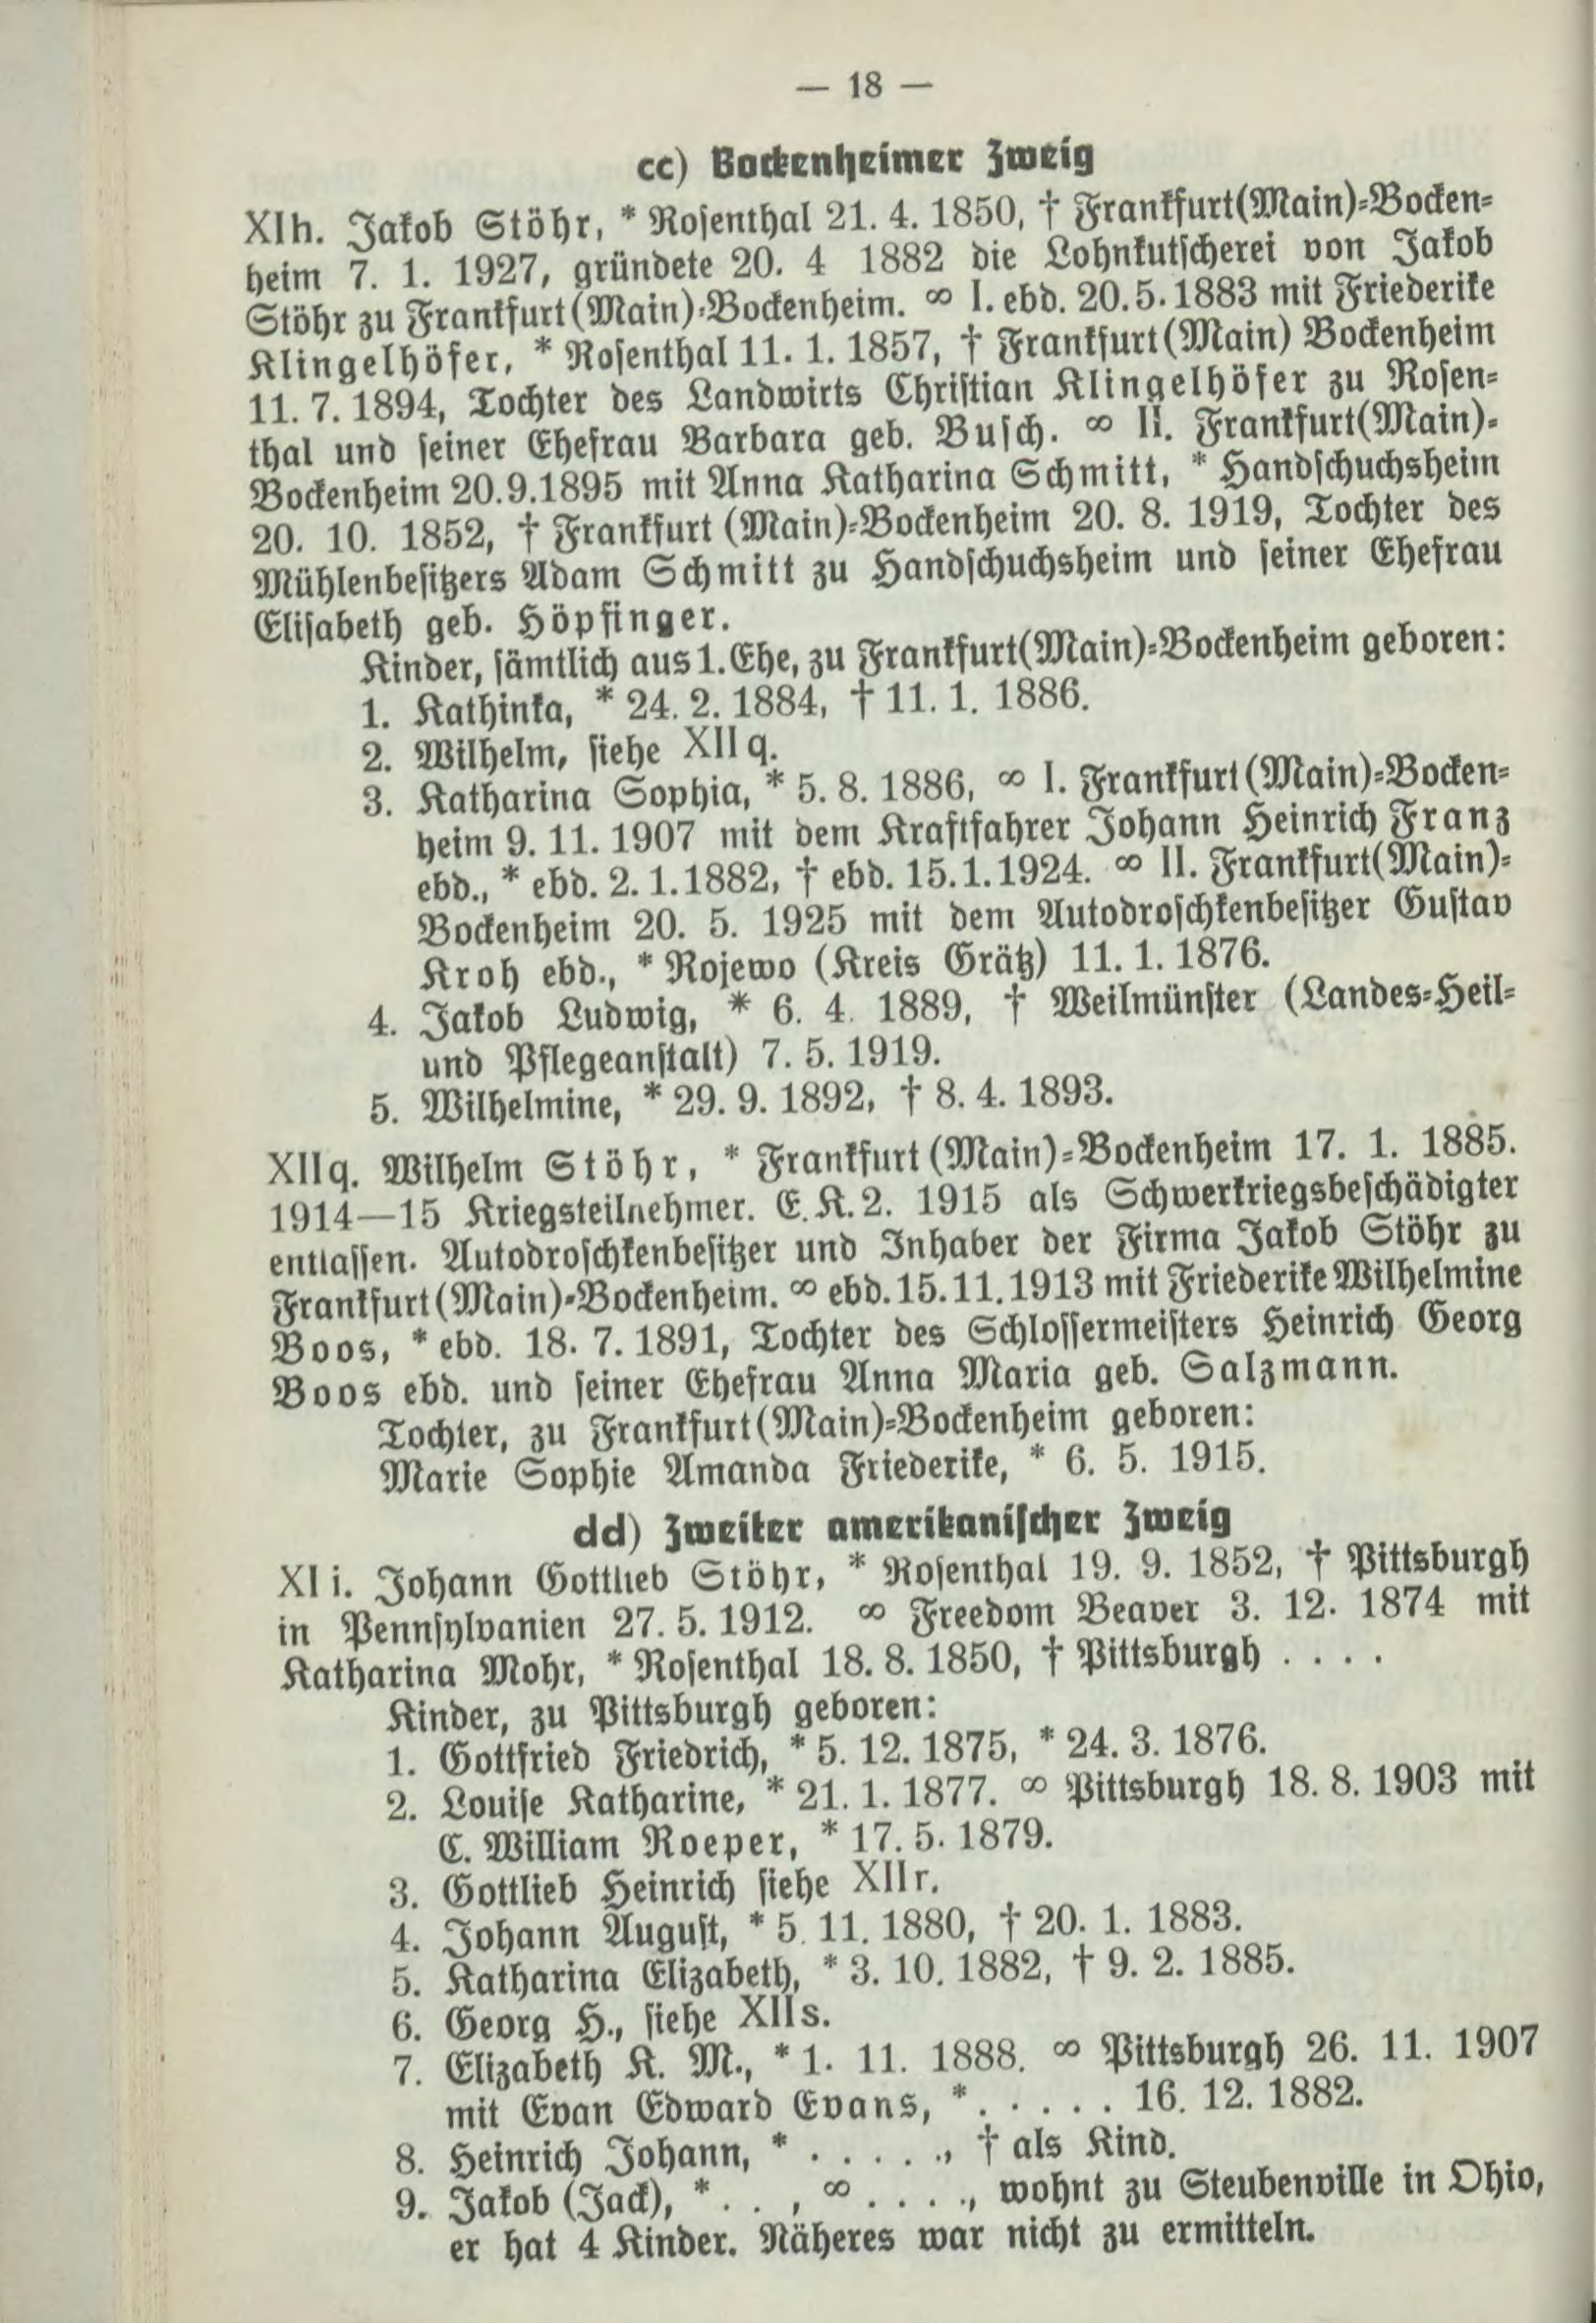 — 18 —
cc) Bockenheimer Zweig
XIh. Jakob Stöhr, * Rosenthal 21. 4. 1850, † Frankfurt(Main)=Bocken=
heim 7. 1. 1927, gründete 20. 4 1882 die Lohnkutscherei von Jakob
Stöhr zu Frankfurt(Main)=Bockenheim. ∞ I. ebd. 20.5.1883 mit Friederike
Klingelhöfer, * Rosenthal 11. 1. 1857, † Frankfurt(Main) Bockenheim
11. 7. 1894, Tochter des Landwirts Christian Klingelhöfer zu Rosen=
thal und seiner Ehefrau Barbara geb. Busch. ∞ II. Frankfurt(Main)=
Bockenheim 20.9.1895 mit Anna Katharina Schmitt, * Handschuchsheim
20. 10. 1852, † Frankfurt (Main)=Bockenheim 20. 8. 1919, Tochter des
Mühlenbesitzers Adam Schmitt zu Handschuchsheim und seiner Ehefrau
Elisabeth geb. Höpfinger.
Kinder, sämtlich aus 1. Ehe, zu Frankfurt(Main)=Bockenheim geboren:
1. Kathinka, * 24. 2. 1884, † 11. 1. 1886.
2. Wilhelm, siehe XIIq.
3. Katharina Sophia, * 5. 8. 1886, ∞ I. Frankfurt(Main)=Bocken=
heim 9. 11. 1907 mit dem Kraftfahrer Johann Heinrich Franz
ebd., * ebd. 2. 1. 1882, † ebd. 15.1.1924. ∞ II. Frankfurt(Main)=
Bockenheim 20. 5. 1925 mit dem Autodroschkenbesitzer Gustav
Kroh ebd., * Rojewo (Kreis Grätz) 11. 1. 1876.
4. Jakob Ludwig, * 6. 4. 1889, † Weilmünster (Landes=Heil=
und Pflegeanstalt) 7. 5. 1919.
5. Wilhelmine, * 29. 9. 1892, † 8. 4. 1893.
XIIq. Wilhelm Stöhr, * Frankfurt (Main)=Bockenheim 17. 1. 1885.
1914—15 Kriegsteilnehmer. E. K. 2. 1915 als Schwerkriegsbeschädigter
entlassen. Autodroschkenbesitzer und Inhaber der Firma Jakob Stöhr zu
Frankfurt(Main)=Bockenheim. ∞ ebd. 15. 11. 1913 mit Friederike Wilhelmine
Boos, * ebd. 18. 7. 1891, Tochter des Schlossermeisters Heinrich Georg
Boos ebd. und seiner Ehefrau Anna Maria geb. Salzmann.
Tochter, zu Frankfurt(Main)=Bockenheim geboren:
Marie Sophie Amanda Friederike, * 6. 5. 1915.
dd) Zweiter amerikanischer Zweig
XIi. Johann Gottlieb Stöhr, * Rosenthal 19. 9. 1852, † Pittsburgh
in Pennsylvanien 27. 5. 1912. ∞ Freedom Beaver 3. 12. 1874 mit
Katharina Mohr, * Rosenthal 18. 8. 1850, † Pittsburgh . . . .
Kinder, zu Pittsburgh geboren:
1. Gottfried Friedrich, * 5. 12. 1875, * 24. 3. 1876.
2. Louise Katharine, * 21. 1. 1877. ∞ Pittsburgh 18. 8. 1903 mit
C. William Roeper, * 17. 5. 1879.
3. Gottlieb Heinrich siehe XIIr.
4. Johann August, * 5. 11. 1880, † 20. 1. 1883.
5. Katharina Elizabeth, * 3. 10. 1882, † 9. 2. 1885.
6. Georg H., siehe XIIs.
7. Elizabeth K. M., * 1. 11. 1888. ∞ Pittsburgh 26. 11. 1907
mit Evan Edward Evans, * . . . . . 16. 12. 1882.
8. Heinrich Johann, * . . . . ., † als Kind.
9. Jakob (Jack), * . . , ∞ . . . ., wohnt zu Steubenville in Ohio,
er hat 4 Kinder. Näheres war nicht zu ermitteln.